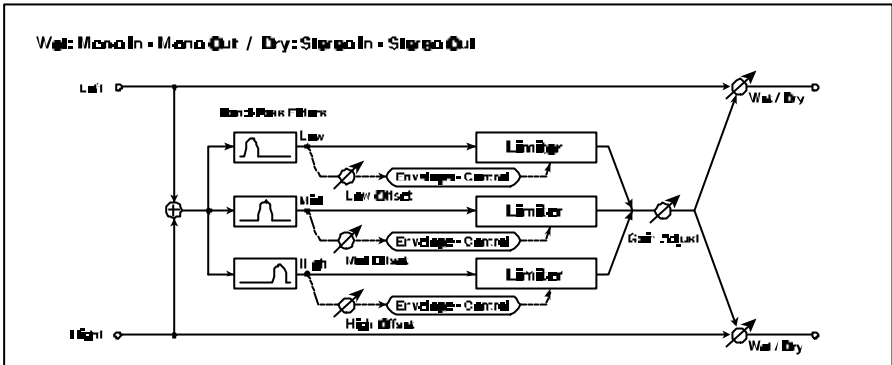 Wet: Mono In - Mono Out / Dry: Stereo In - Stereo Out
Left
Wet / Dry
Band-Pass Filters
Low
Limiter
Envelope - Control
Low Offset
Mid
Limiter
Envelope - Control
Mid Offset
Gain Adjust
High
Limiter
Envelope - Control
High Offset
Right
Wet / Dry